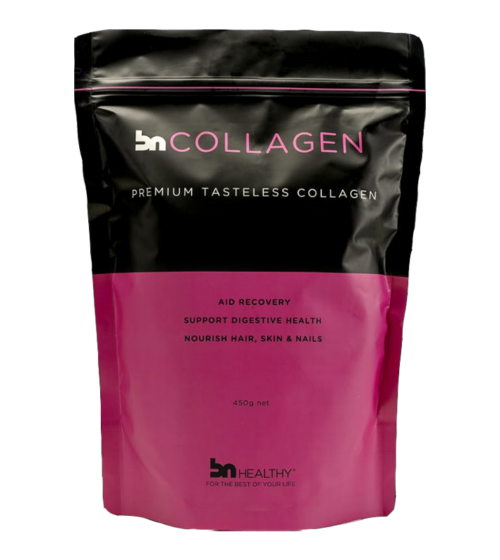 bn COLLAGEN
PREMIUM TASTELESS COLLAGEN
AID RECOVERY
SUPPORT DIGESTIVE HEALTH
NOURISH HAIR, SKIN & NAILS
450g net
bn HEALTHY™
FOR THE BEST OF YOUR LIFE